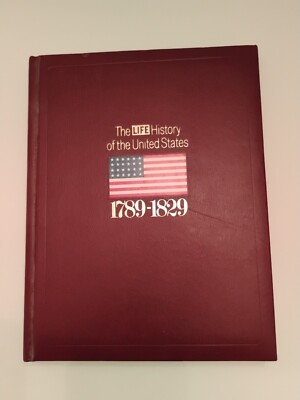 The LIFE History
of the United States
1789-1829